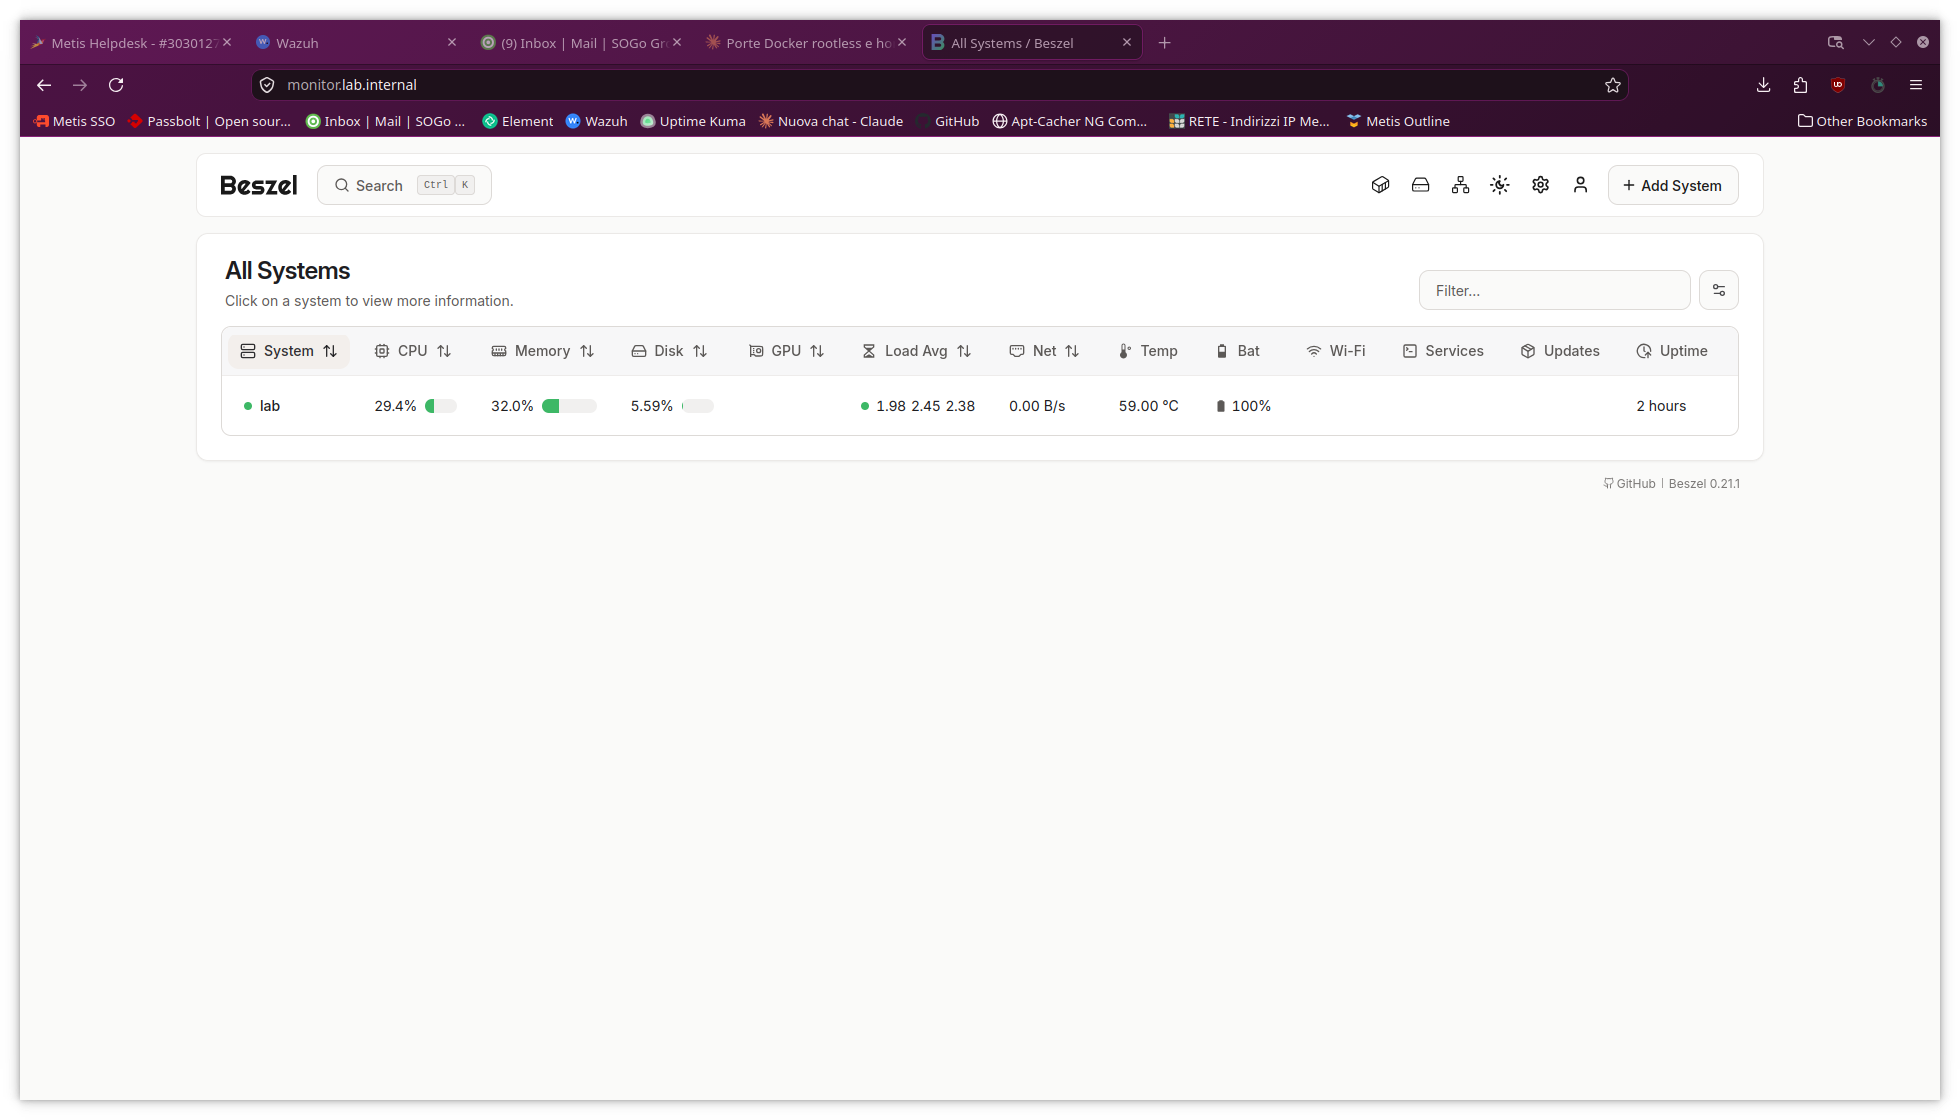 Metis Helpdesk - #3030127
Wazuh
(9) Inbox | Mail | SOGo Gr
Porte Docker rootless e ho
All Systems / Beszel
monitor.lab.internal
Metis SSO
Passbolt | Open sour...
Inbox | Mail | SOGo ...
Element
Wazuh
Uptime Kuma
Nuova chat - Claude
GitHub
Apt-Cacher NG Com...
RETE - Indirizzi IP Me...
Metis Outline
Other Bookmarks
Beszel
Search Ctrl K
+ Add System
All Systems
Click on a system to view more information.
Filter...
System CPU Memory Disk GPU Load Avg Net Temp Bat Wi-Fi Services Updates Uptime
lab 29.4% 32.0% 5.59% 1.98 2.45 2.38 0.00 B/s 59.00 °C 100% 2 hours
GitHub | Beszel 0.21.1